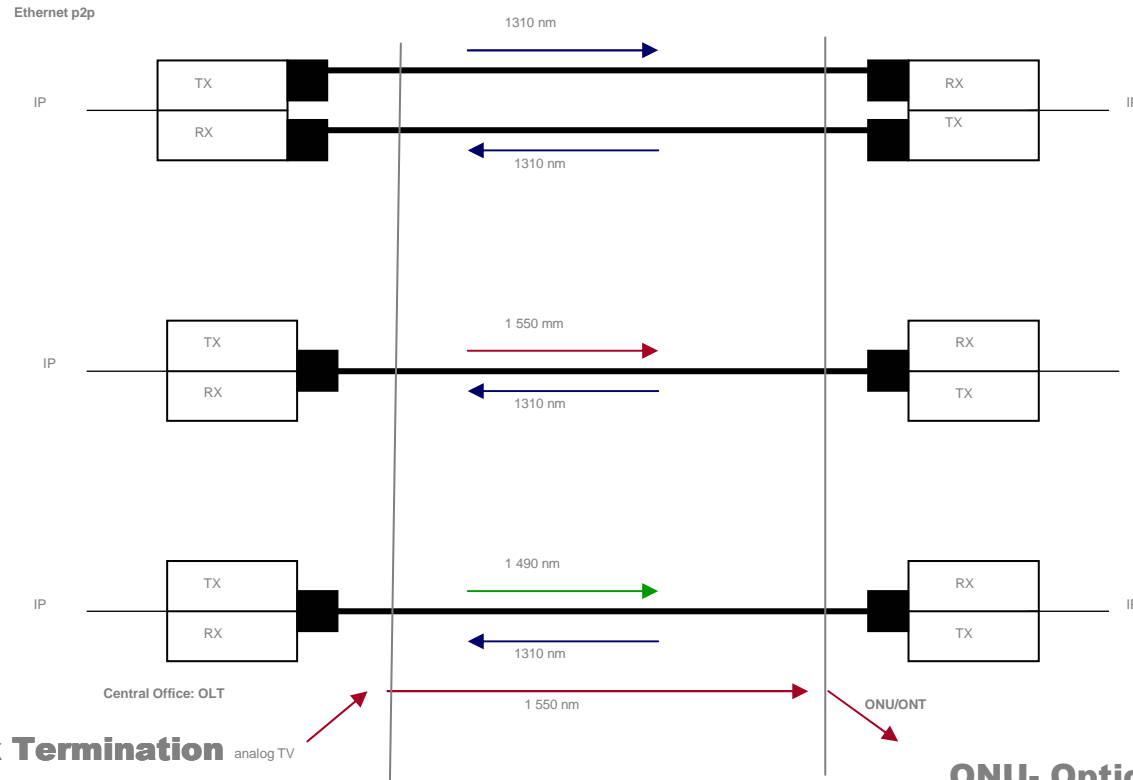 Ethernet p2p
1310 nm
TX
RX
IP
RX
TX
1310 nm
1 550 mm
TX
RX
IP
RX
TX
1310 nm
1 490 nm
TX
RX
IP
RX
TX
1310 nm
Central Office: OLT
1 550 nm
ONU/ONT
Termination analog TV
ONU- Optic